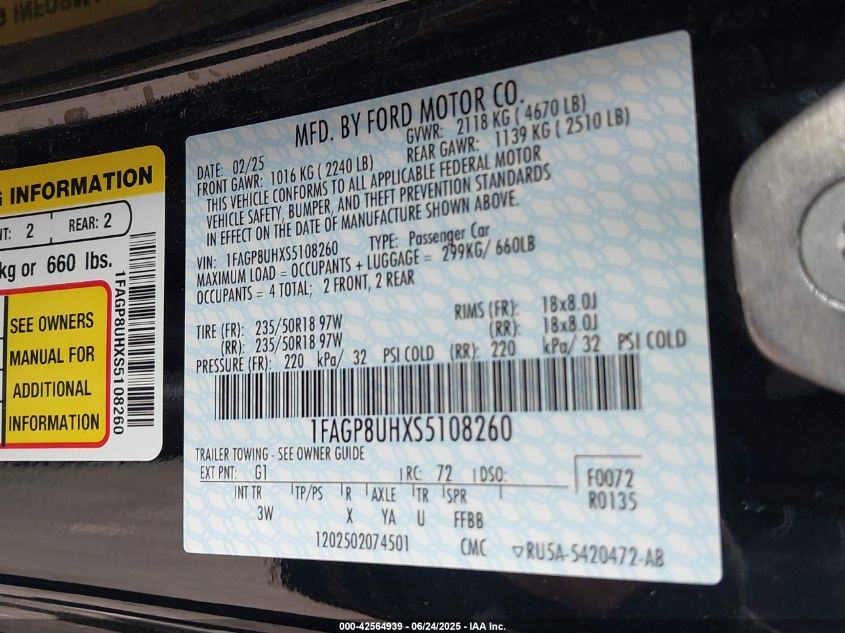 G INFORMATION
NT: 2 REAR: 2
kg or 660 lbs.
SEE OWNERS
MANUAL FOR
ADDITIONAL
INFORMATION
1FAGP8UHXS5108260
MFD. BY FORD MOTOR CO.
DATE: 02/25 GVWR: 2118 KG ( 4670 LB)
FRONT GAWR: 1016 KG ( 2240 LB) REAR GAWR: 1139 KG ( 2510 LB)
THIS VEHICLE CONFORMS TO ALL APPLICABLE FEDERAL MOTOR
VEHICLE SAFETY, BUMPER, AND THEFT PREVENTION STANDARDS
IN EFFECT ON THE DATE OF MANUFACTURE SHOWN ABOVE.
VIN: 1FAGP8UHXS5108260 TYPE: Passenger Car
MAXIMUM LOAD = OCCUPANTS + LUGGAGE = 299KG/ 660LB
OCCUPANTS = 4 TOTAL; 2 FRONT, 2 REAR
TIRE (FR): 235/50R18 97W RIMS (FR): 18x8.0J
(RR): 235/50R18 97W (RR): 18x8.0J
PRESSURE (FR): 220 kPa/ 32 PSI COLD (RR): 220 kPa/ 32 PSI COLD
1FAGP8UHXS5108260
TRAILER TOWING - SEE OWNER GUIDE
EXT PNT: G1 RC: 72 DSO: F0072
R0135
INT TR TP/PS R AXLE TR SPR
3W X YA U FFBB
1202502074501 CMC ▽RU5A-5420472-AB
000-42564939 - 06/24/2025 - IAA Inc.